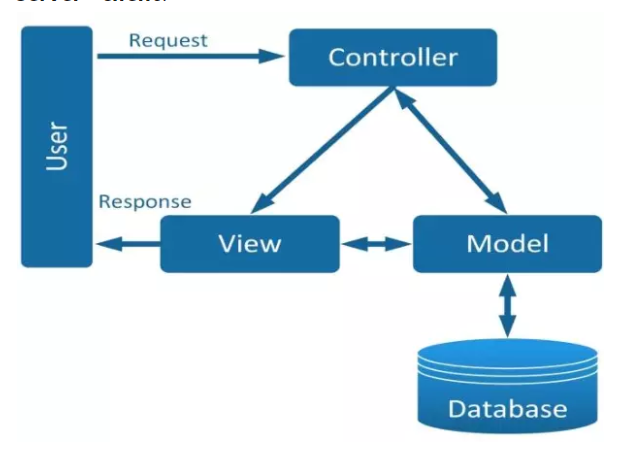 Request
Controller
User
Response
View
Model
Database